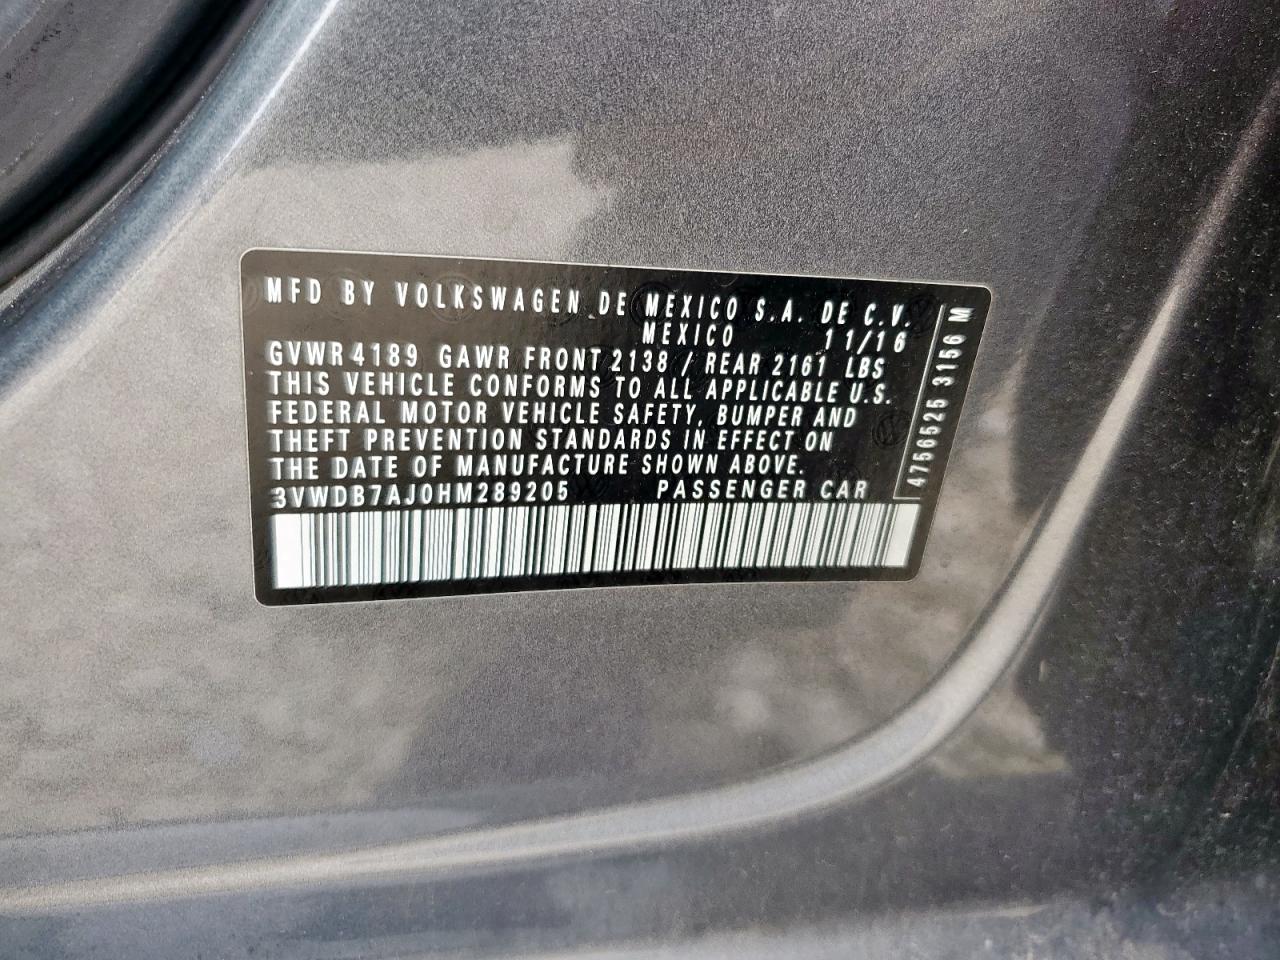 MFD BY VOLKSWAGEN DE MEXICO S.A. DE C.V.
MEXICO 11/16
GVWR 4189 GAWR FRONT 2138 / REAR 2161 LBS
THIS VEHICLE CONFORMS TO ALL APPLICABLE U.S.
FEDERAL MOTOR VEHICLE SAFETY, BUMPER AND
THEFT PREVENTION STANDARDS IN EFFECT ON
THE DATE OF MANUFACTURE SHOWN ABOVE.
3VWDB7AJ0HM289205 PASSENGER CAR
4756525 3156 M